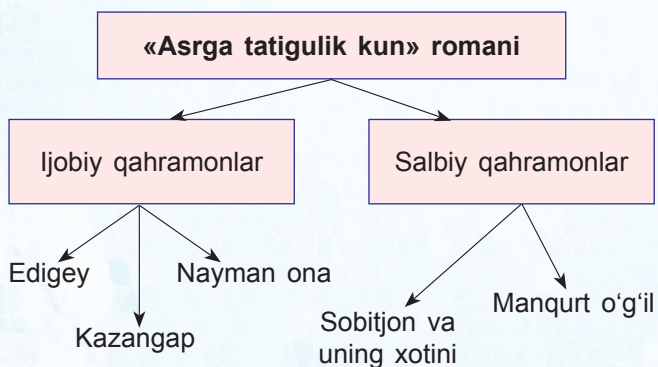 «Asrga tatigulik kun» romani
Ijobiy qahramonlar
Salbiy qahramonlar
Edigey
Nayman ona
Kazangap
Sobitjon va
uning xotini
Manqurt o‘g‘il